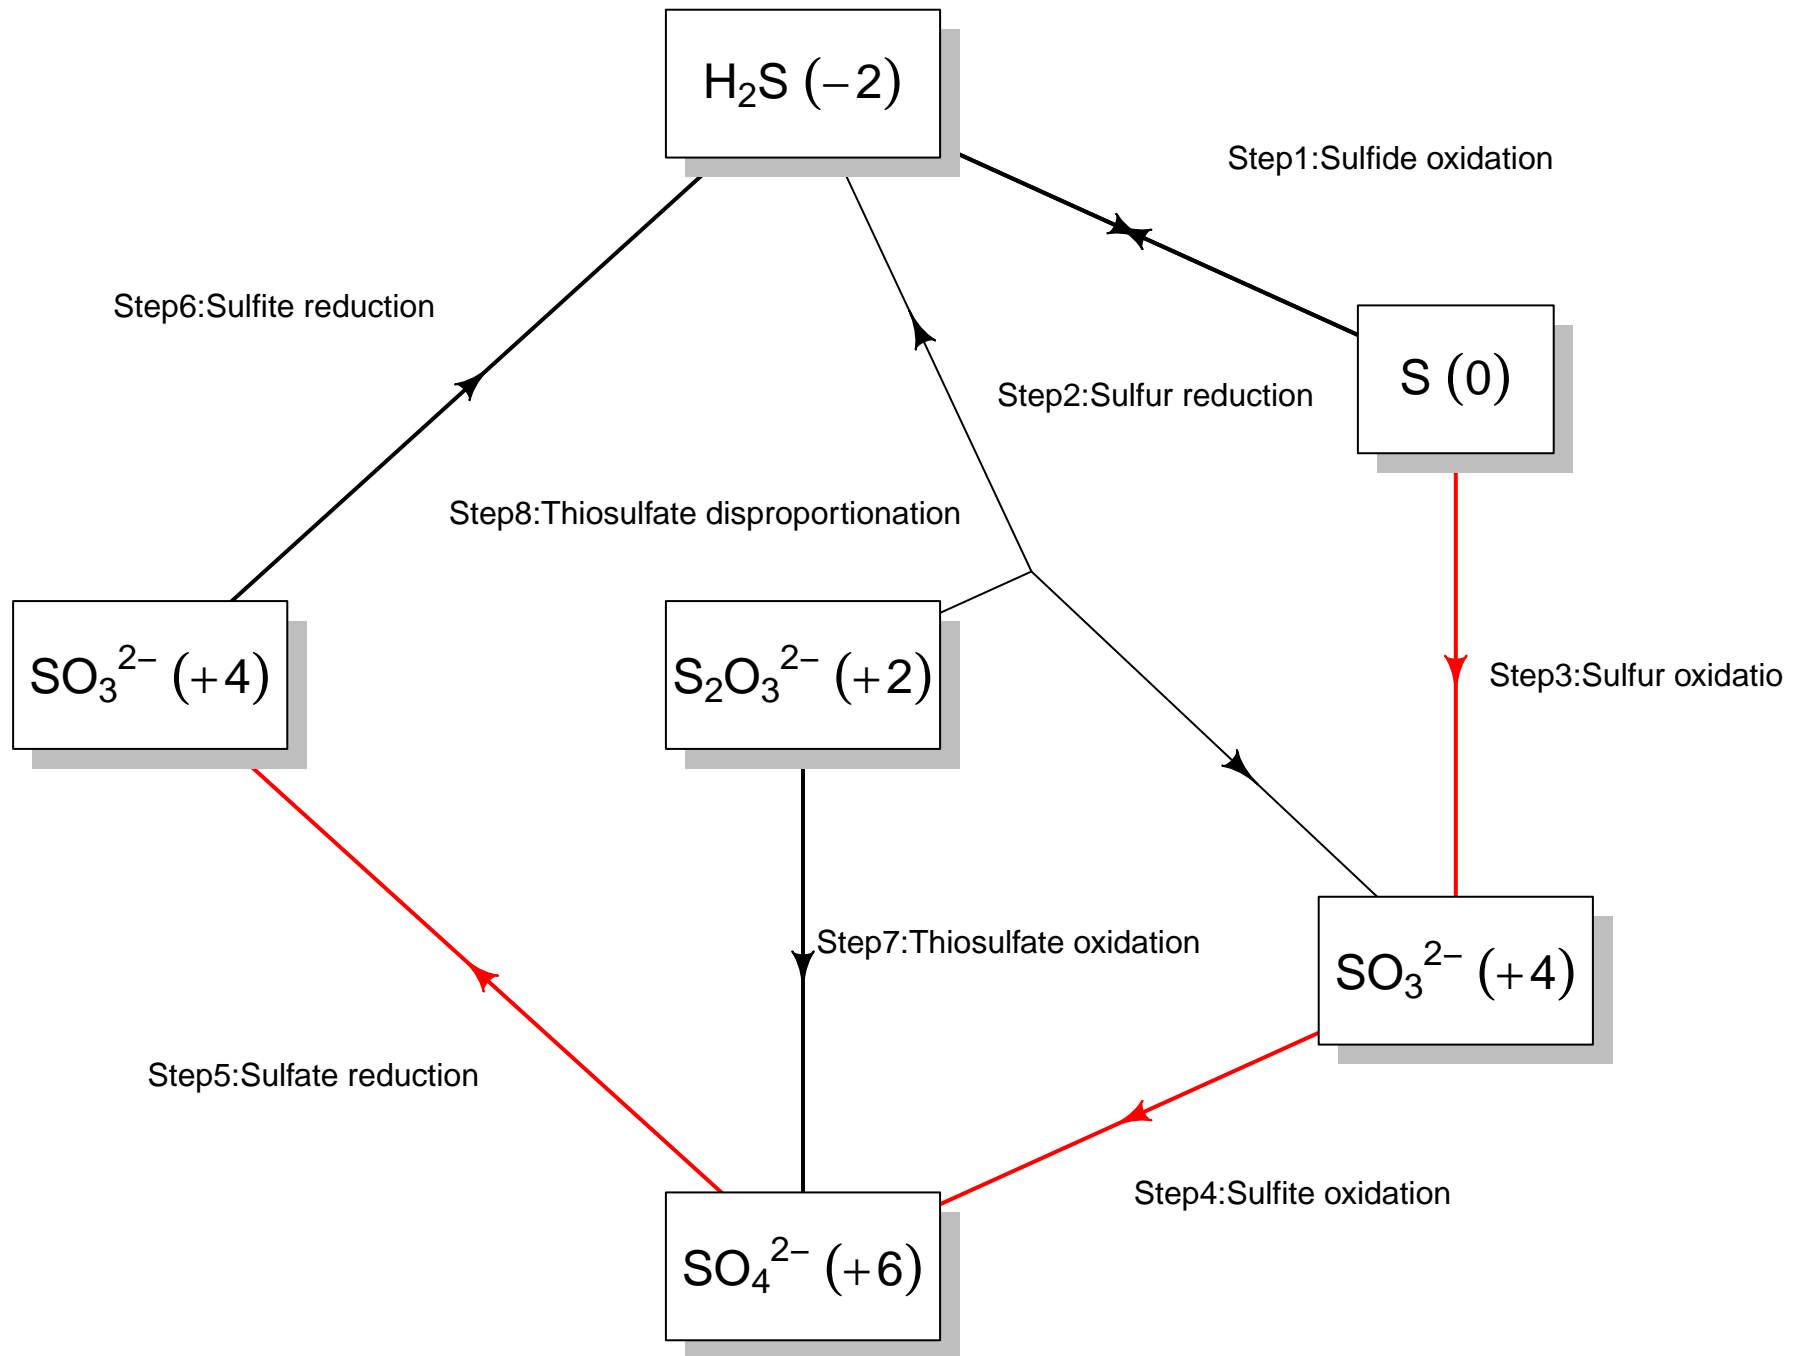 H₂S (−2)
Step1:Sulfide oxidation
Step6:Sulfite reduction
S (0)
Step2:Sulfur reduction
Step8:Thiosulfate disproportionation
SO₃²⁻ (+4)
S₂O₃²⁻ (+2)
Step3:Sulfur oxidatio
Step7:Thiosulfate oxidation
SO₃²⁻ (+4)
Step5:Sulfate reduction
Step4:Sulfite oxidation
SO₄²⁻ (+6)